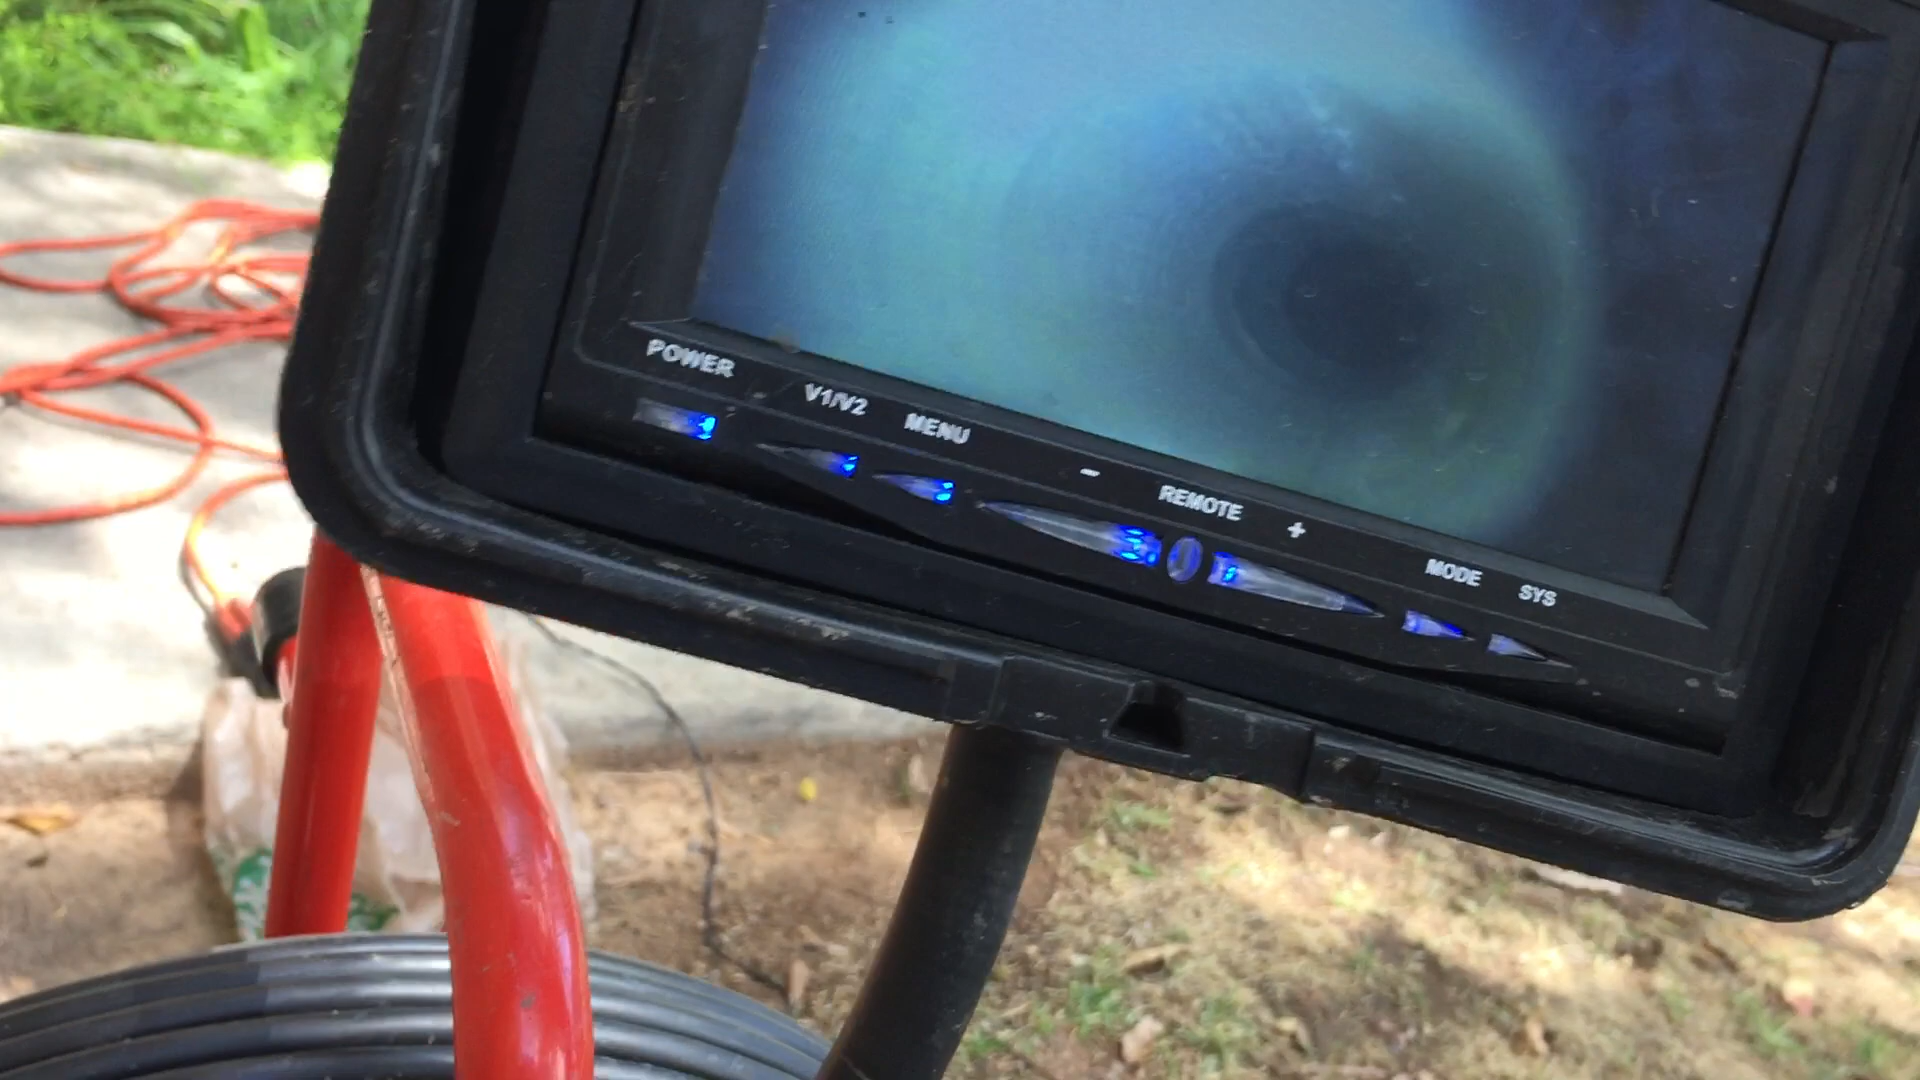 POWER
V1/V2
MENU
-
REMOTE
+
MODE
SYS